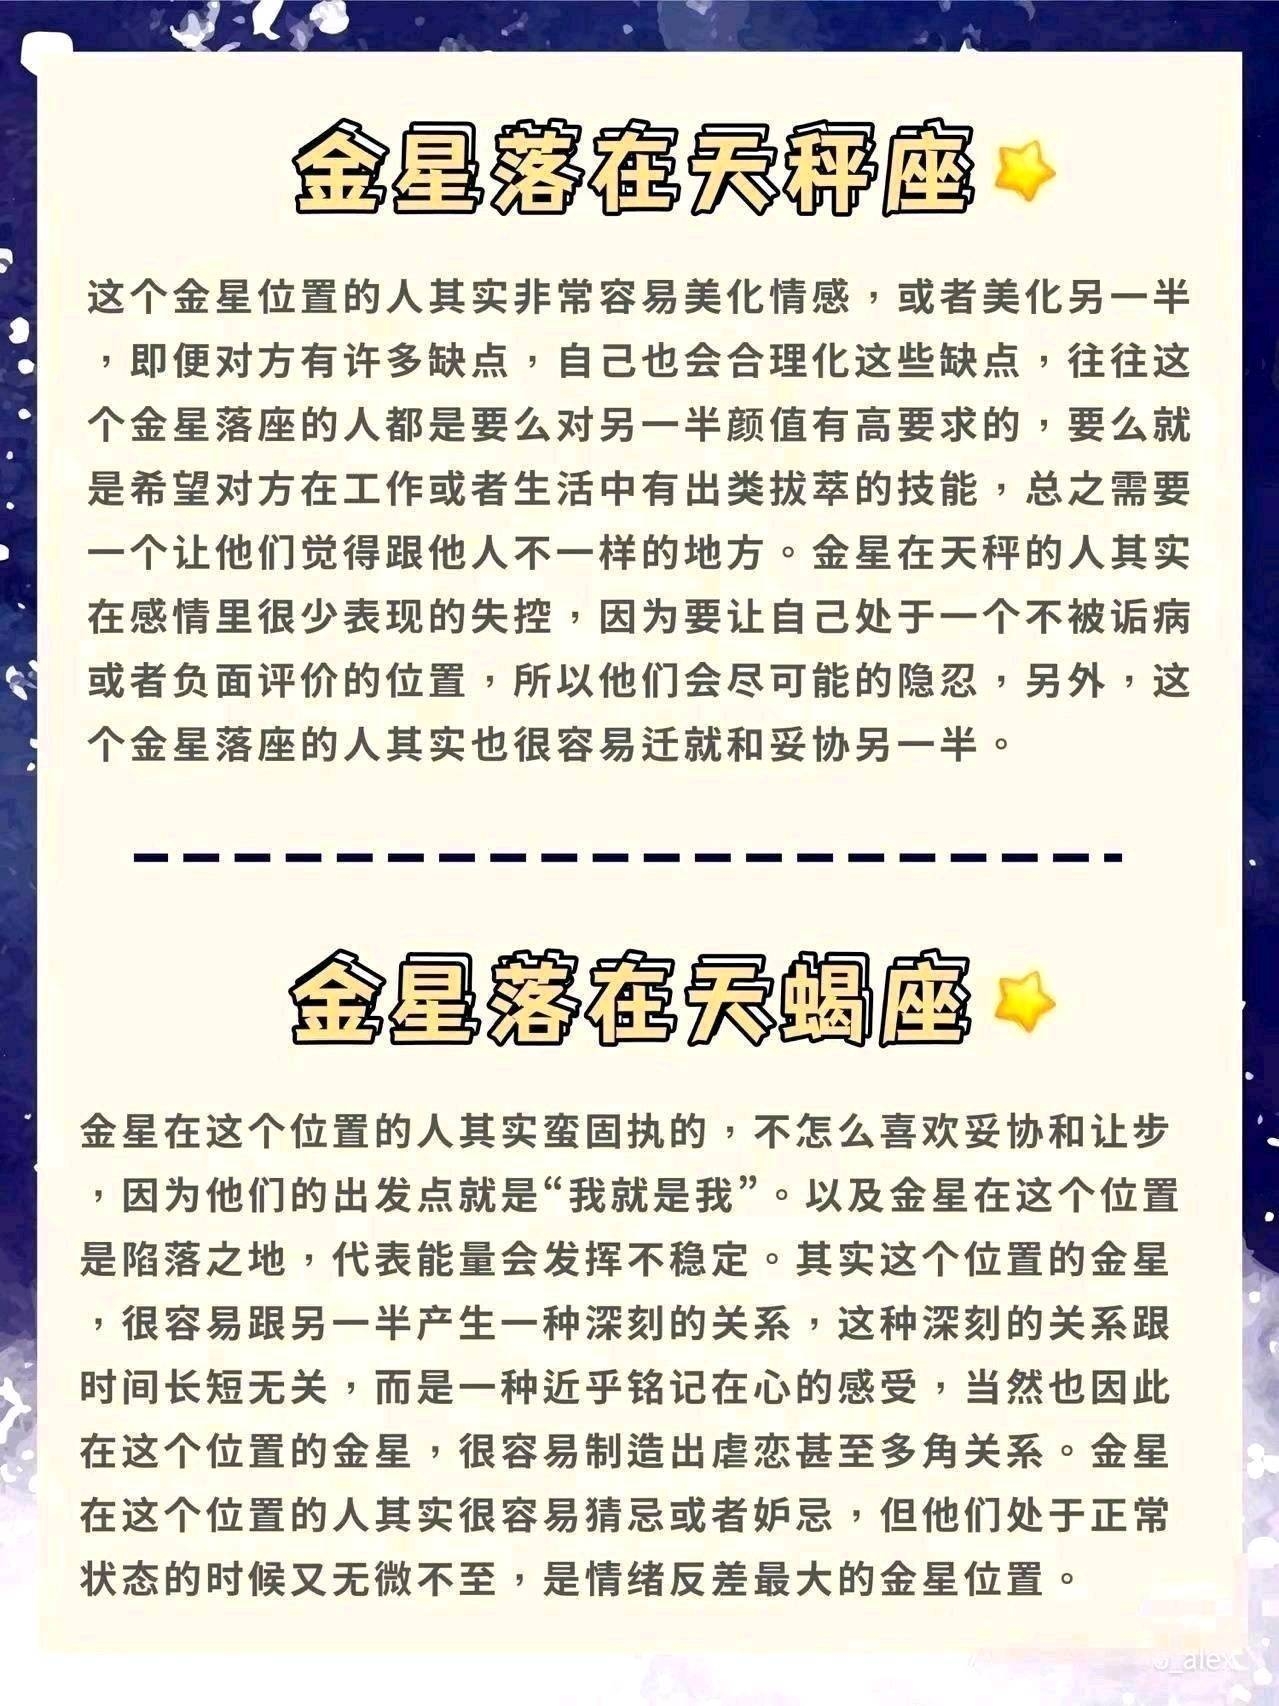 金星落在天秤座
这个金星位置的人其实非常容易美化情感，或者美化另一半
，即便对方有许多缺点，自己也会合理化这些缺点，往往这
个金星落座的人都是要么对另一半颜值有高要求的，要么就
是希望对方在工作或者生活中有出类拔萃的技能，总之需要
一个让他们觉得跟他人不一样的地方。金星在天秤的人其实
在感情里很少表现的失控，因为要让自己处于一个不被诟病
或者负面评价的位置，所以他们会尽可能的隐忍，另外，这
个金星落座的人其实也很容易迁就和妥协另一半。
金星落在天蝎座
金星在这个位置的人其实蛮固执的，不怎么喜欢妥协和让步
，因为他们的出发点就是“我就是我”。以及金星在这个位置
是陷落之地，代表能量会发挥不稳定。其实这个位置的金星
，很容易跟另一半产生一种深刻的关系，这种深刻的关系跟
时间长短无关，而是一种近乎铭记在心的感受，当然也因此
在这个位置的金星，很容易制造出虐恋甚至多角关系。金星
在这个位置的人其实很容易猜忌或者妒忌，但他们处于正常
状态的时候又无微不至，是情绪反差最大的金星位置。